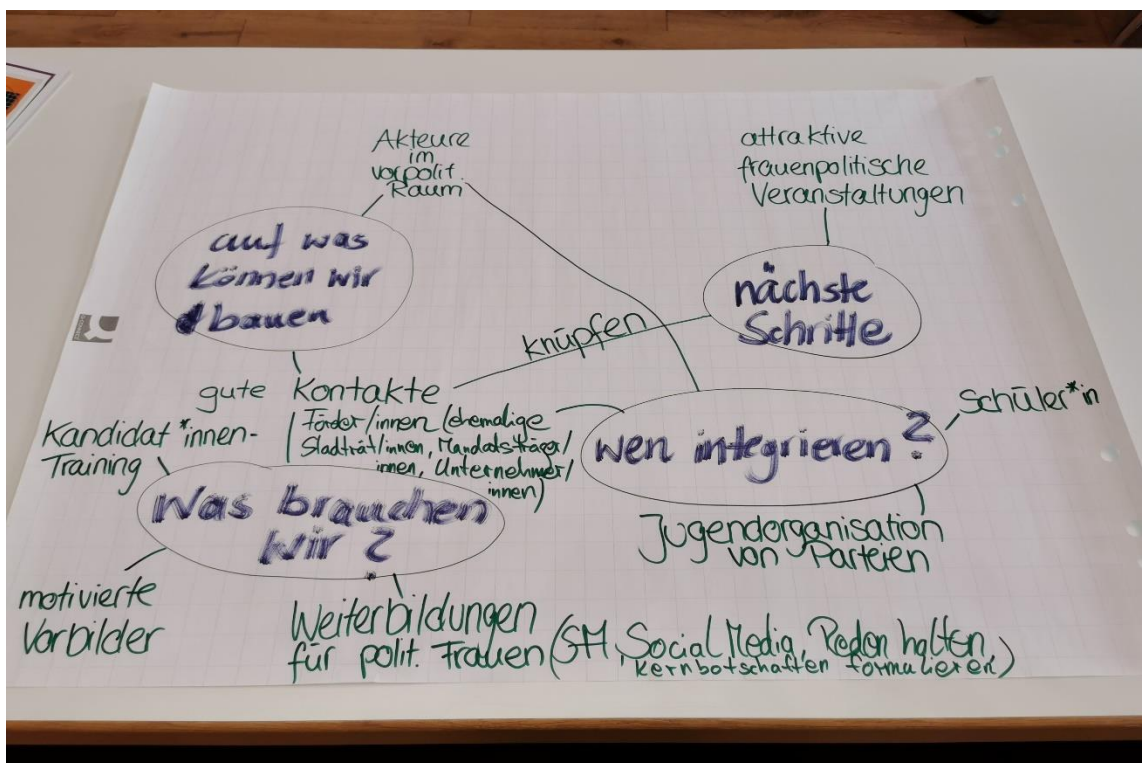 Akteure
im
vorpolit.
Raum
attraktive
frauenpolitische
Veranstaltungen
auf was
können wir
bauen
nächste
Schritte
knüpfen
gute Kontakte
Förder/innen (ehemalige
Stadträt/innen, Mandatsträger/
innen, Unternehmer/
innen)
Kandidat*innen-
Training
wen integrieren?
Schüler*in
Was brauchen
wir?
Jugendorganisation
von Parteien
motivierte
Vorbilder
Weiterbildungen
für polit. Frauen (SM, Social Media, Reden halten,
Kernbotschaften formulieren)